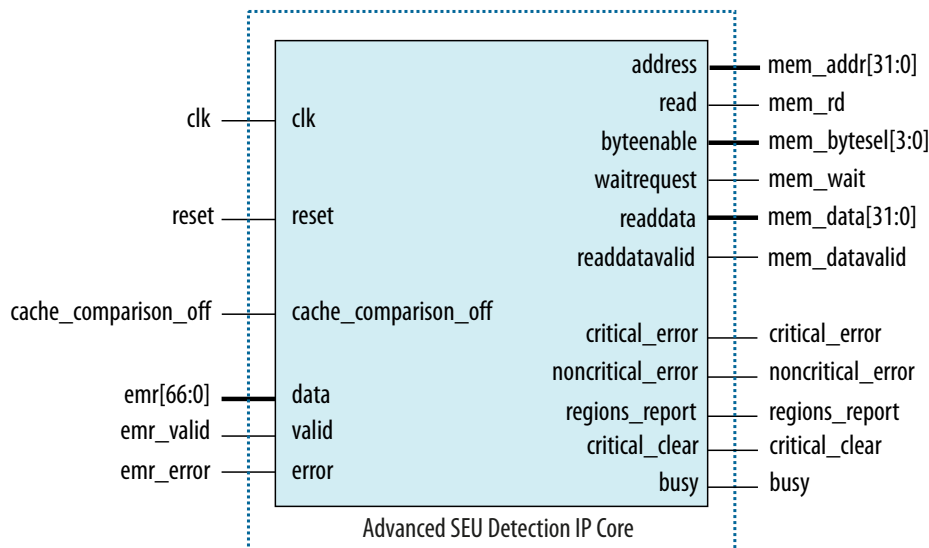 address mem_addr[31:0]
read mem_rd
clk clk byteenable mem_bytesel[3:0]
waitrequest mem_wait
reset reset readdata mem_data[31:0]
readdatavalid mem_datavalid
cache_comparison_off cache_comparison_off
critical_error critical_error
noncritical_error noncritical_error
emr[66:0] data
regions_report regions_report
emr_valid valid
critical_clear critical_clear
emr_error error
busy busy
Advanced SEU Detection IP Core